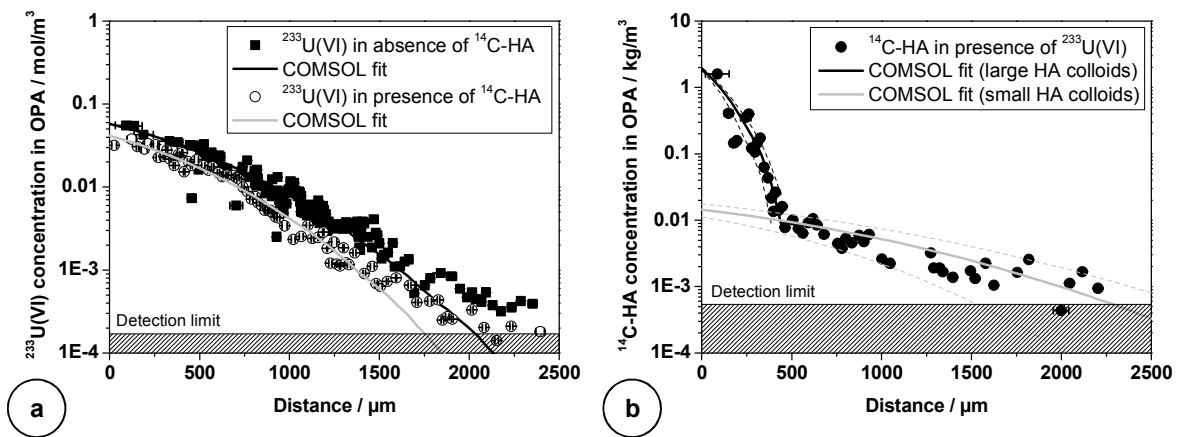 ²³³U(VI) concentration in OPA / mol/m³
1
0.1
0.01
1E-3
1E-4
²³³U(VI) in absence of ¹⁴C-HA
COMSOL fit
²³³U(VI) in presence of ¹⁴C-HA
COMSOL fit
Detection limit
0 500 1000 1500 2000 2500
Distance / µm
a
¹⁴C-HA concentration in OPA / kg/m³
10
1
0.1
0.01
1E-3
1E-4
¹⁴C-HA in presence of ²³³U(VI)
COMSOL fit (large HA colloids)
COMSOL fit (small HA colloids)
Detection limit
0 500 1000 1500 2000 2500
Distance / µm
b